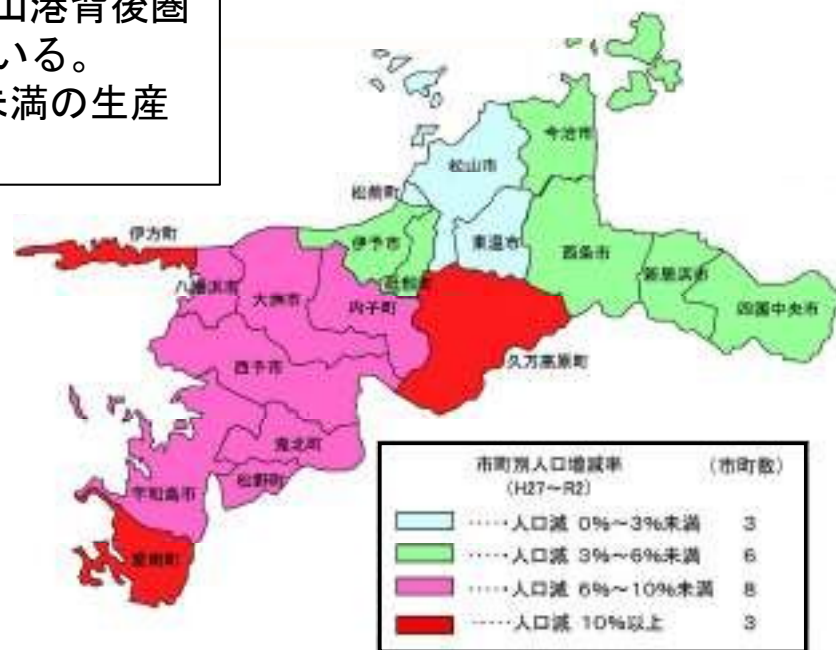 山港背後圏
いる。
未満の生産
今治市
松山市
松前町
伊方町
伊予市
東温市
西条市
新居浜市
四国中央市
八幡浜市
大洲市
内子町
砥部町
久万高原町
西予市
鬼北町
松野町
宇和島市
愛南町
市町別人口増減率 (市町数)
(H27～R2)
‥‥‥人口減 0%～3%未満 3
‥‥‥人口減 3%～6%未満 6
‥‥‥人口減 6%～10%未満 8
‥‥‥人口減 10%以上 3